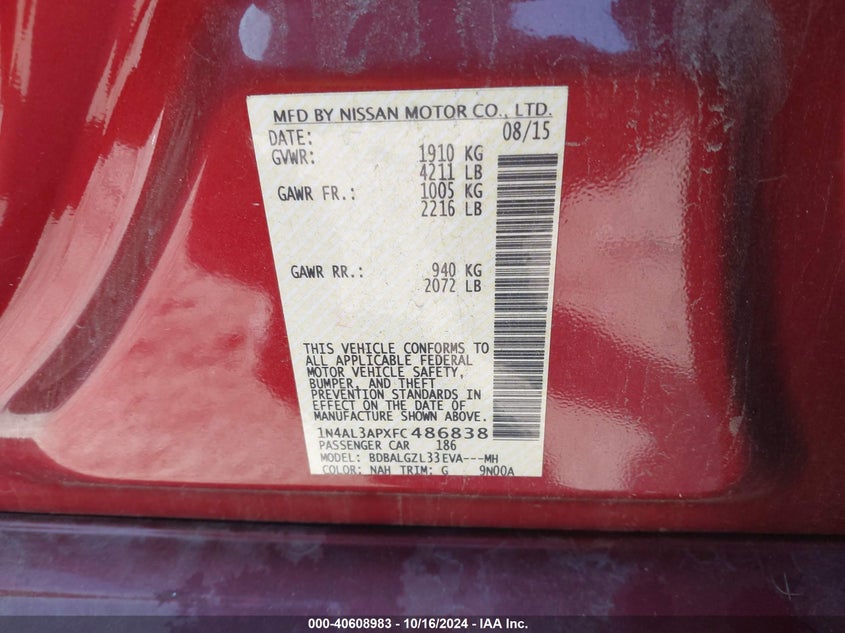 MFD BY NISSAN MOTOR CO., LTD.
DATE: 08/15
GVWR: 1910 KG
4211 LB
GAWR FR.: 1005 KG
2216 LB
GAWR RR.: 940 KG
2072 LB
THIS VEHICLE CONFORMS TO
ALL APPLICABLE FEDERAL
MOTOR VEHICLE SAFETY,
BUMPER, AND THEFT
PREVENTION STANDARDS IN
EFFECT ON THE DATE OF
MANUFACTURE SHOWN ABOVE.
1N4AL3APXFC486838
PASSENGER CAR 186
MODEL: BDBALGZL33EVA---MH
COLOR: NAH TRIM: G 9N00A
000-40608983 / 10/16/2024 - IAA Inc.